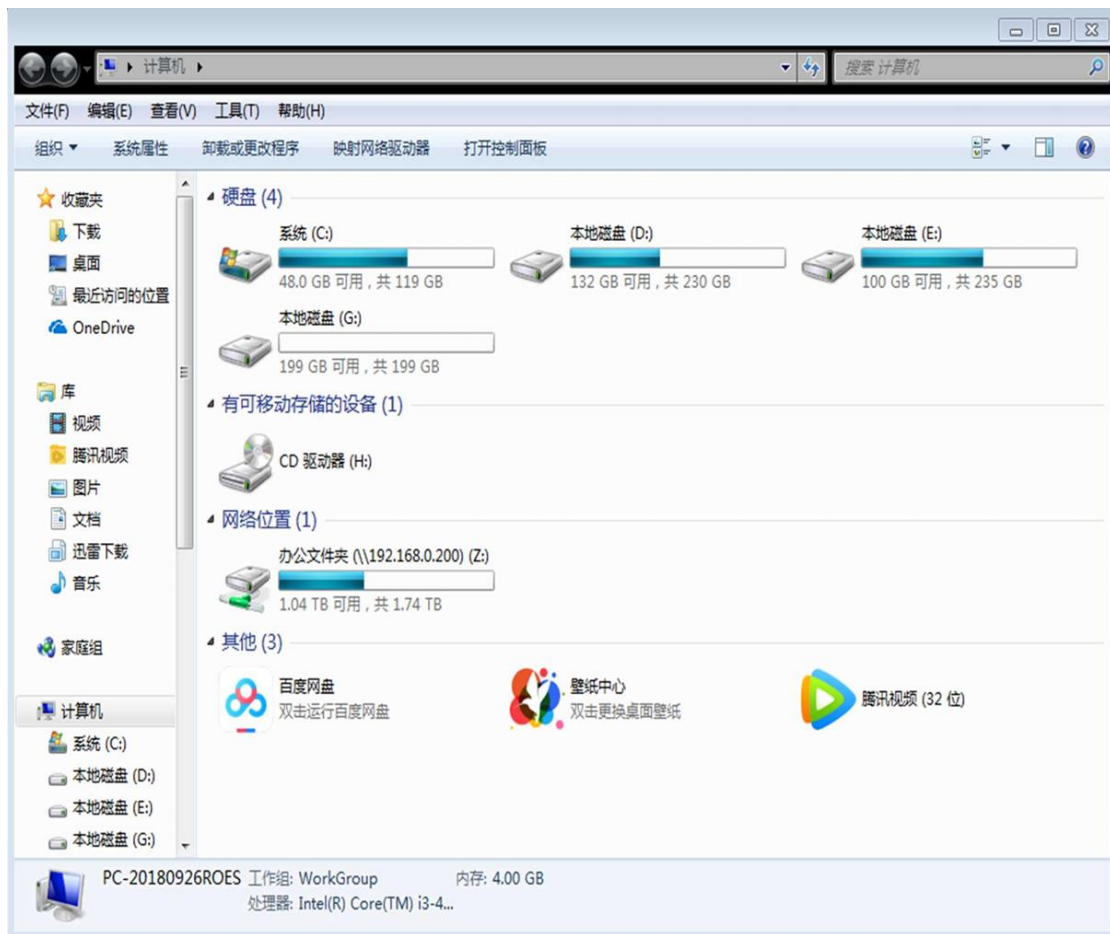 计算机
搜索 计算机
文件(F) 编辑(E) 查看(V) 工具(T) 帮助(H)
组织 系统属性 卸载或更改程序 映射网络驱动器 打开控制面板
收藏夹
下载
桌面
最近访问的位置
OneDrive
库
视频
腾讯视频
图片
文档
迅雷下载
音乐
家庭组
计算机
系统 (C:)
本地磁盘 (D:)
本地磁盘 (E:)
本地磁盘 (G:)
硬盘 (4)
系统 (C:)
48.0 GB 可用 , 共 119 GB
本地磁盘 (D:)
132 GB 可用 , 共 230 GB
本地磁盘 (E:)
100 GB 可用 , 共 235 GB
本地磁盘 (G:)
199 GB 可用 , 共 199 GB
有可移动存储的设备 (1)
CD 驱动器 (H:)
网络位置 (1)
办公文件夹 (\\192.168.0.200) (Z:)
1.04 TB 可用 , 共 1.74 TB
其他 (3)
百度网盘
双击运行百度网盘
壁纸中心
双击更换桌面壁纸
腾讯视频 (32 位)
PC-20180926ROES 工作组: WorkGroup 内存: 4.00 GB
处理器: Intel(R) Core(TM) i3-4...